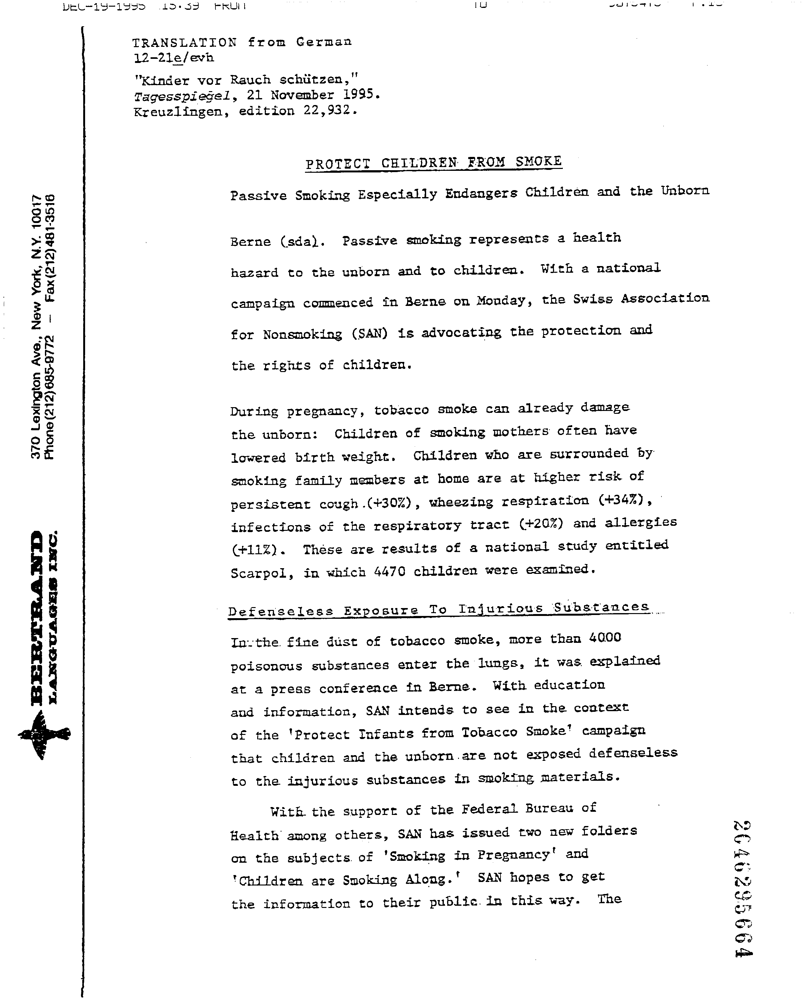 DEC-19-1995 15:39 FROM TO
TRANSLATION from German
12-21e/evh
"Kinder vor Rauch schützen,"
Tagesspiegel, 21 November 1995.
Kreuzlingen, edition 22,932.
PROTECT CHILDREN FROM SMOKE
Passive Smoking Especially Endangers Children and the Unborn
Berne (sda). Passive smoking represents a health
hazard to the unborn and to children. With a national
campaign commenced in Berne on Monday, the Swiss Association
for Nonsmoking (SAN) is advocating the protection and
the rights of children.
During pregnancy, tobacco smoke can already damage
the unborn: Children of smoking mothers often have
lowered birth weight. Children who are surrounded by
smoking family members at home are at higher risk of
persistent cough (+30%), wheezing respiration (+34%),
infections of the respiratory tract (+20%) and allergies
(+11%). These are results of a national study entitled
Scarpol, in which 4470 children were examined.
Defenseless Exposure To Injurious Substances
In the fine dust of tobacco smoke, more than 4000
poisonous substances enter the lungs, it was explained
at a press conference in Berne. With education
and information, SAN intends to see in the context
of the 'Protect Infants from Tobacco Smoke' campaign
that children and the unborn are not exposed defenseless
to the injurious substances in smoking materials.
With the support of the Federal Bureau of
Health among others, SAN has issued two new folders
on the subjects of 'Smoking in Pregnancy' and
'Children are Smoking Along.' SAN hopes to get
the information to their public in this way. The
370 Lexington Ave., New York, N.Y. 10017
Phone (212) 685-9772 – Fax (212) 481-3516
BERTRAND
LANGUAGES INC.
2046295664